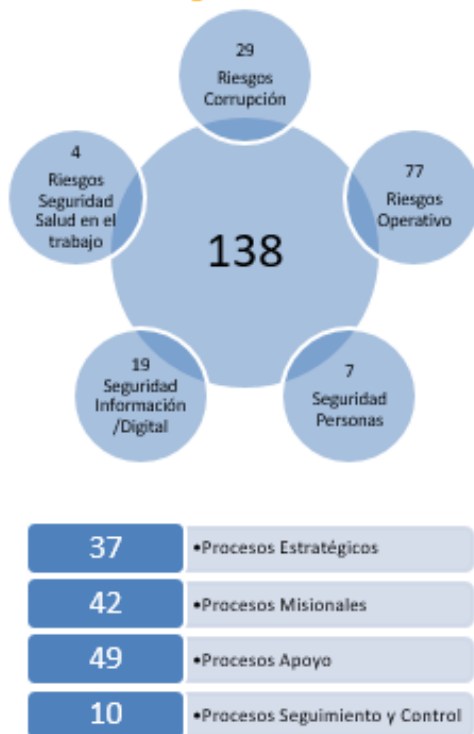 29
Riesgos
Corrupción
4
Riesgos
Seguridad
Salud en el
trabajo
77
Riesgos
Operativo
138
19
Seguridad
Información
/Digital
7
Seguridad
Personas
37 •Procesos Estratégicos
42 •Procesos Misionales
49 •Procesos Apoyo
10 •Procesos Seguimiento y Control